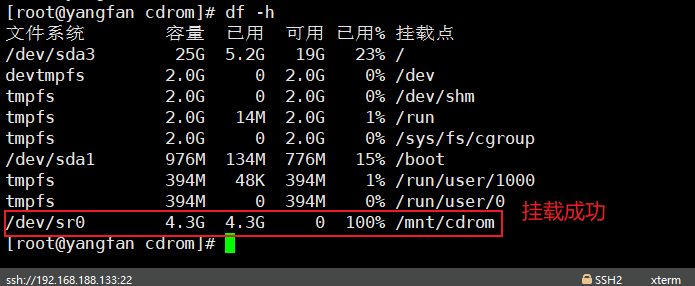 [root@yangfan cdrom]# df -h
文件系统 容量 已用 可用 已用% 挂载点
/dev/sda3 25G 5.2G 19G 23% /
devtmpfs 2.0G 0 2.0G 0% /dev
tmpfs 2.0G 0 2.0G 0% /dev/shm
tmpfs 2.0G 14M 2.0G 1% /run
tmpfs 2.0G 0 2.0G 0% /sys/fs/cgroup
/dev/sda1 976M 134M 776M 15% /boot
tmpfs 394M 48K 394M 1% /run/user/1000
tmpfs 394M 0 394M 0% /run/user/0
/dev/sr0 4.3G 4.3G 0 100% /mnt/cdrom 挂载成功
[root@yangfan cdrom]#
ssh://192.168.188.133:22 SSH2 xterm